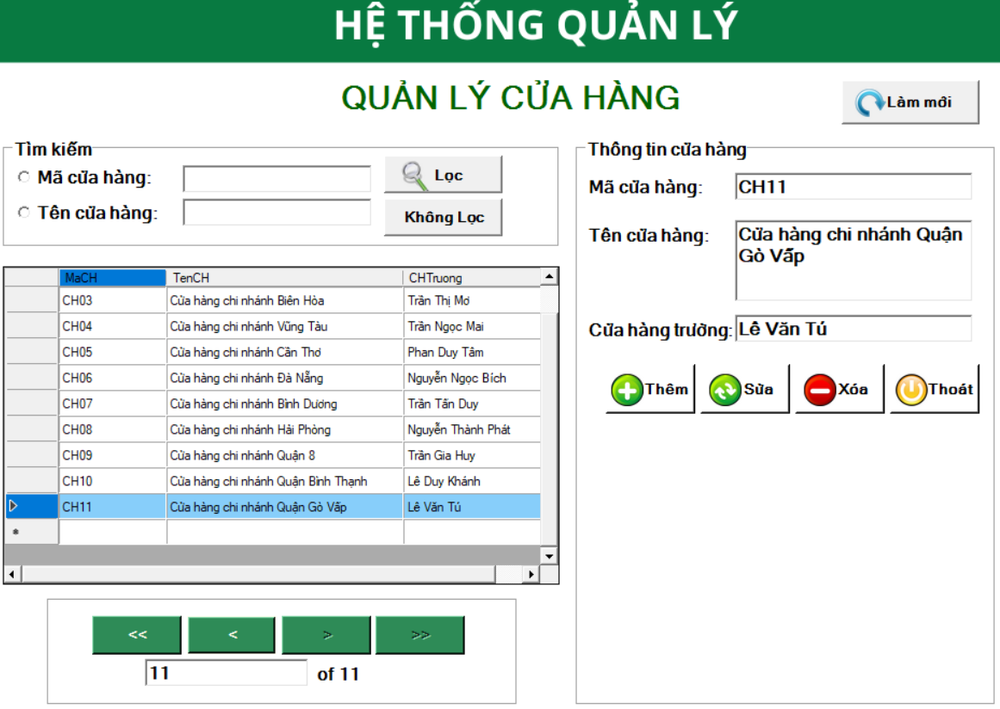 HỆ THỐNG QUẢN LÝ
QUẢN LÝ CỬA HÀNG
Làm mới
Tìm kiếm
Mã cửa hàng:
Lọc
Tên cửa hàng:
Không Lọc
MaCH TenCH CHTruong
CH03 Cửa hàng chi nhánh Biên Hòa Trần Thị Mơ
CH04 Cửa hàng chi nhánh Vũng Tàu Trần Ngọc Mai
CH05 Cửa hàng chi nhánh Cần Thơ Phan Duy Tâm
CH06 Cửa hàng chi nhánh Đà Nẵng Nguyễn Ngọc Bích
CH07 Cửa hàng chi nhánh Bình Dương Trần Tấn Duy
CH08 Cửa hàng chi nhánh Hải Phòng Nguyễn Thành Phát
CH09 Cửa hàng chi nhánh Quận 8 Trần Gia Huy
CH10 Cửa hàng chi nhánh Quận Bình Thạnh Lê Duy Khánh
CH11 Cửa hàng chi nhánh Quận Gò Vấp Lê Văn Tú
<< < > >>
11 of 11
Thông tin cửa hàng
Mã cửa hàng: CH11
Tên cửa hàng: Cửa hàng chi nhánh Quận
Gò Vấp
Cửa hàng trưởng: Lê Văn Tú
Thêm Sửa Xóa Thoát